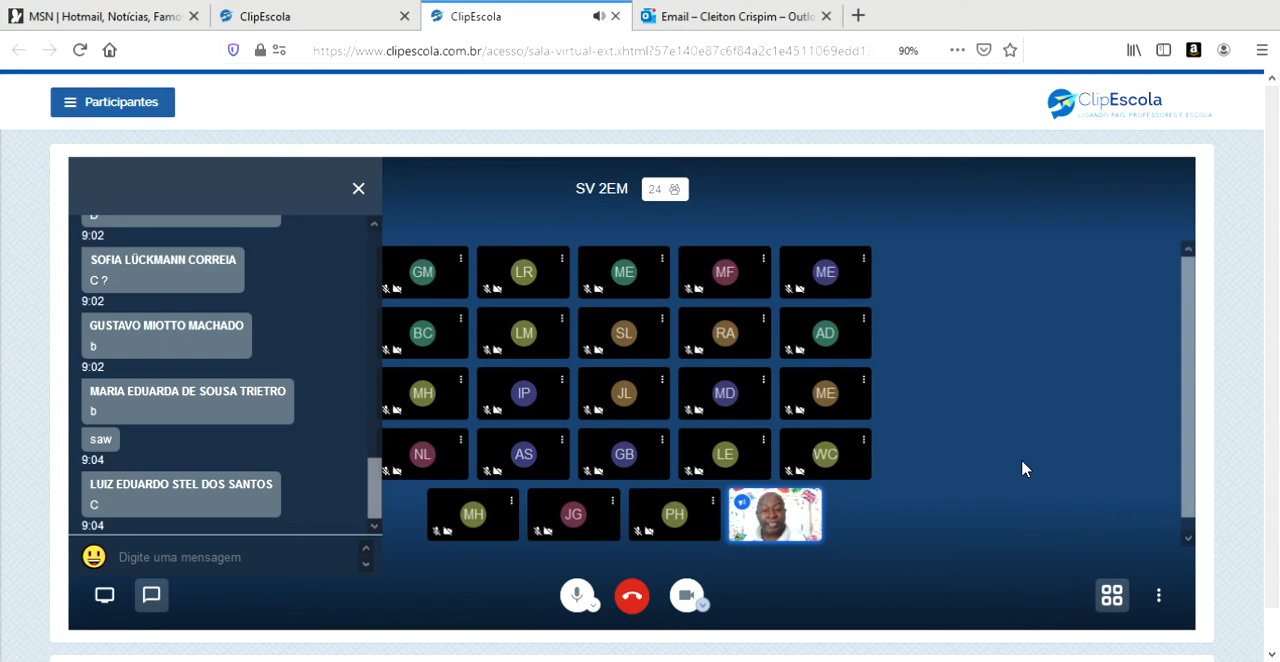 MSN | Hotmail, Notícias, Famo
ClipEscola
ClipEscola
Email – Cleiton Crispim – Outlo
https://www.clipescola.com.br/acesso/sala-virtual-ext.xhtml?57e140e87c6f84a2c1e4511069edd1
90%
Participantes
ClipEscola
LIGANDO PAIS, PROFESSORES E ESCOLA
SV 2EM
24
D
9:02
SOFIA LÜCKMANN CORREIA
C ?
9:02
GUSTAVO MIOTTO MACHADO
b
9:02
MARIA EDUARDA DE SOUSA TRIETRO
b
saw
9:04
LUIZ EDUARDO STEL DOS SANTOS
C
9:04
Digite uma mensagem
GM LR ME MF ME
BC LM SL RA AD
MH IP JL MD ME
NL AS GB LE WC
MH JG PH